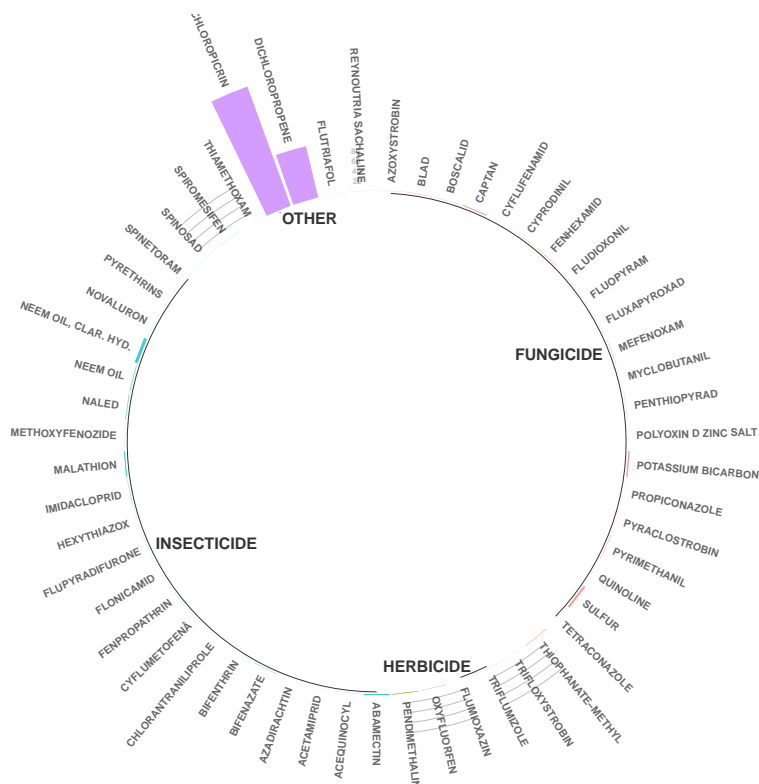 HLOROPICRIN
DICHLOROPROPENE
FLUTRIAFOL
REYNOUTRIA SACHALINE
AZOXYSTROBIN
BLAD
BOSCALID
CAPTAN
CYFLUFENAMID
CYPRODINIL
FENHEXAMID
FLUDIOXONIL
FLUOPYRAM
FLUXAPYROXAD
MEFENOXAM
MYCLOBUTANIL
PENTHIOPYRAD
POLYOXIN D ZINC SALT
POTASSIUM BICARBON
PROPICONAZOLE
PYRACLOSTROBIN
PYRIMETHANIL
QUINOLINE
SULFUR
TETRACONAZOLE
THIOPHANATE-METHYL
TRIFLOXYSTROBIN
TRIFLUMIZOLE
FLUMIOXAZIN
OXYFLUORFEN
PENDIMETHALIN
ABAMECTIN
ACEQUINOCYL
ACETAMIPRID
AZADIRACHTIN
BIFENAZATE
BIFENTHRIN
CHLORANTRANILIPROLE
CYFLUMETOFENÂ
FENPROPATHRIN
FLONICAMID
FLUPYRADIFURONE
HEXYTHIAZOX
IMIDACLOPRID
MALATHION
METHOXYFENOZIDE
NALED
NEEM OIL
NEEM OIL, CLAR. HYD.
NOVALURON
PYRETHRINS
SPINETORAM
SPINOSAD
SPIROMESIFEN
THIAMETHOXAM
OTHER
FUNGICIDE
INSECTICIDE
HERBICIDE